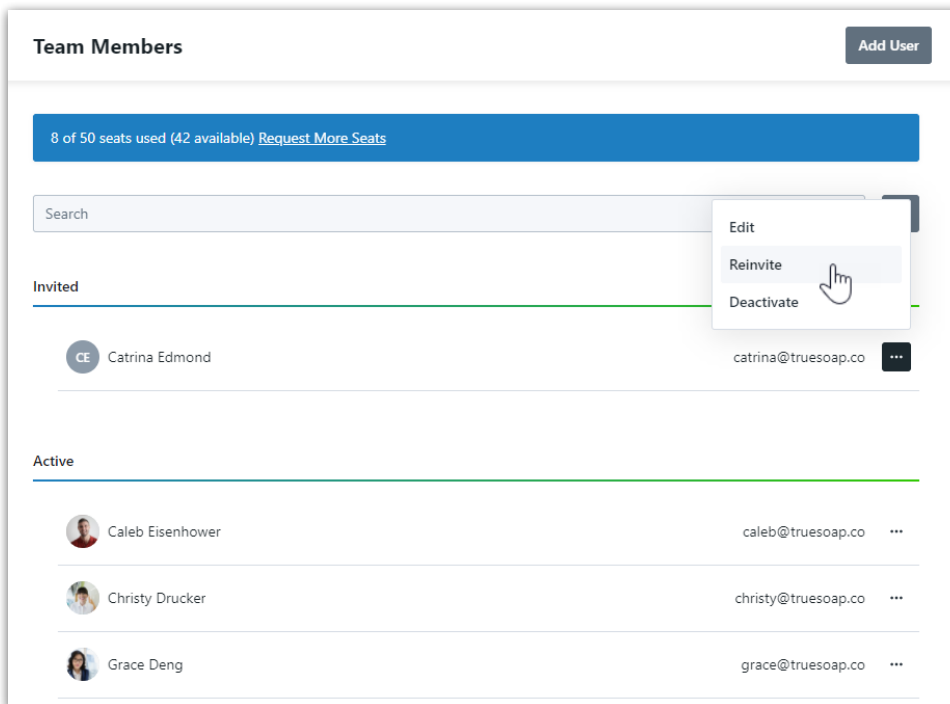 Team Members
Add User
8 of 50 seats used (42 available) Request More Seats
Search
Edit
Reinvite
Deactivate
Invited
CE Catrina Edmond catrina@truesoap.co ...
Active
Caleb Eisenhower caleb@truesoap.co ...
Christy Drucker christy@truesoap.co ...
Grace Deng grace@truesoap.co ...